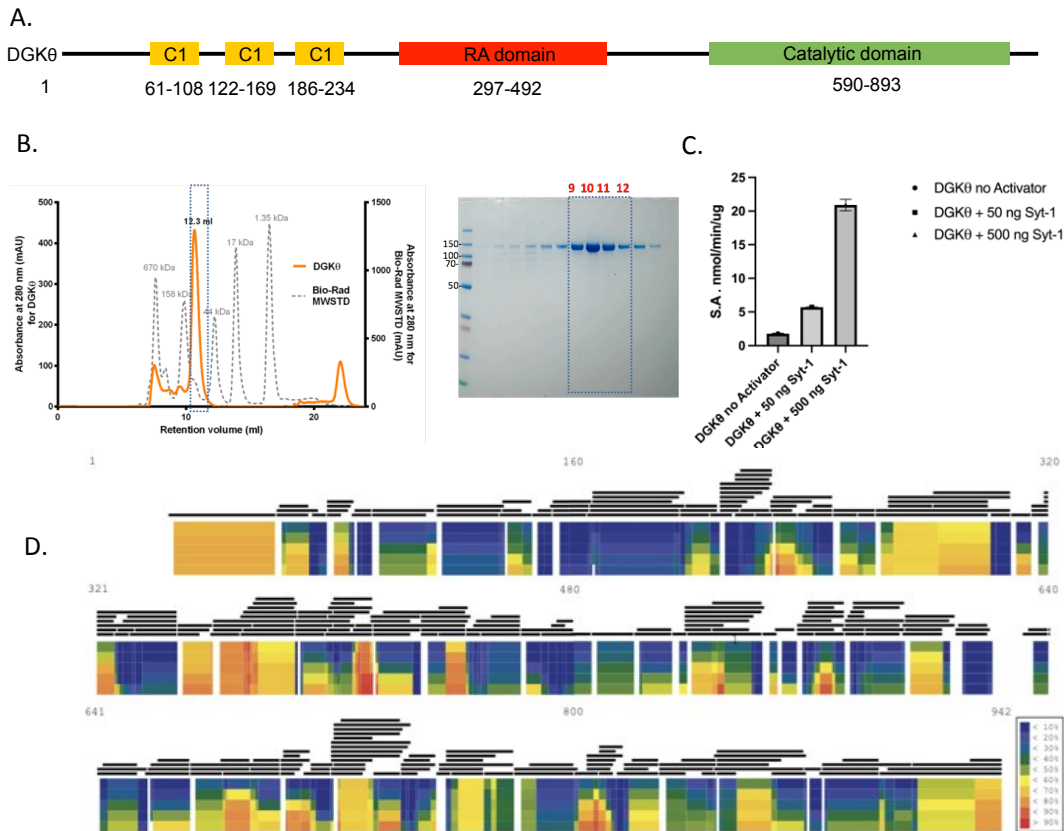 A.
DGKθ
C1
C1
C1
RA domain
Catalytic domain
1
61-108
122-169
186-234
297-492
590-893
B.
500
400
300
200
100
0
Absorbance at 280 nm (mAU)
for DGKθ
670 kDa
158 kDa
12.3 ml
44 kDa
17 kDa
1.35 kDa
DGKθ
Bio-Rad
MWSTD
1500
1000
500
0
Absorbance at 280 nm for
Bio-Rad MWSTD (mAU)
0
10
20
Retention volume (ml)
9 10 11 12
150
100
70
50
C.
25
20
15
10
5
0
S.A. nmol/min/ug
DGKθ no Activator
DGKθ + 50 ng Syt-1
DGKθ + 500 ng Syt-1
DGKθ no Activator
DGKθ + 50 ng Syt-1
DGKθ + 500 ng Syt-1
D.
1
160
320
321
480
640
641
800
942
< 10%
< 20%
< 30%
< 40%
< 50%
< 60%
< 70%
< 80%
< 90%
> 90%